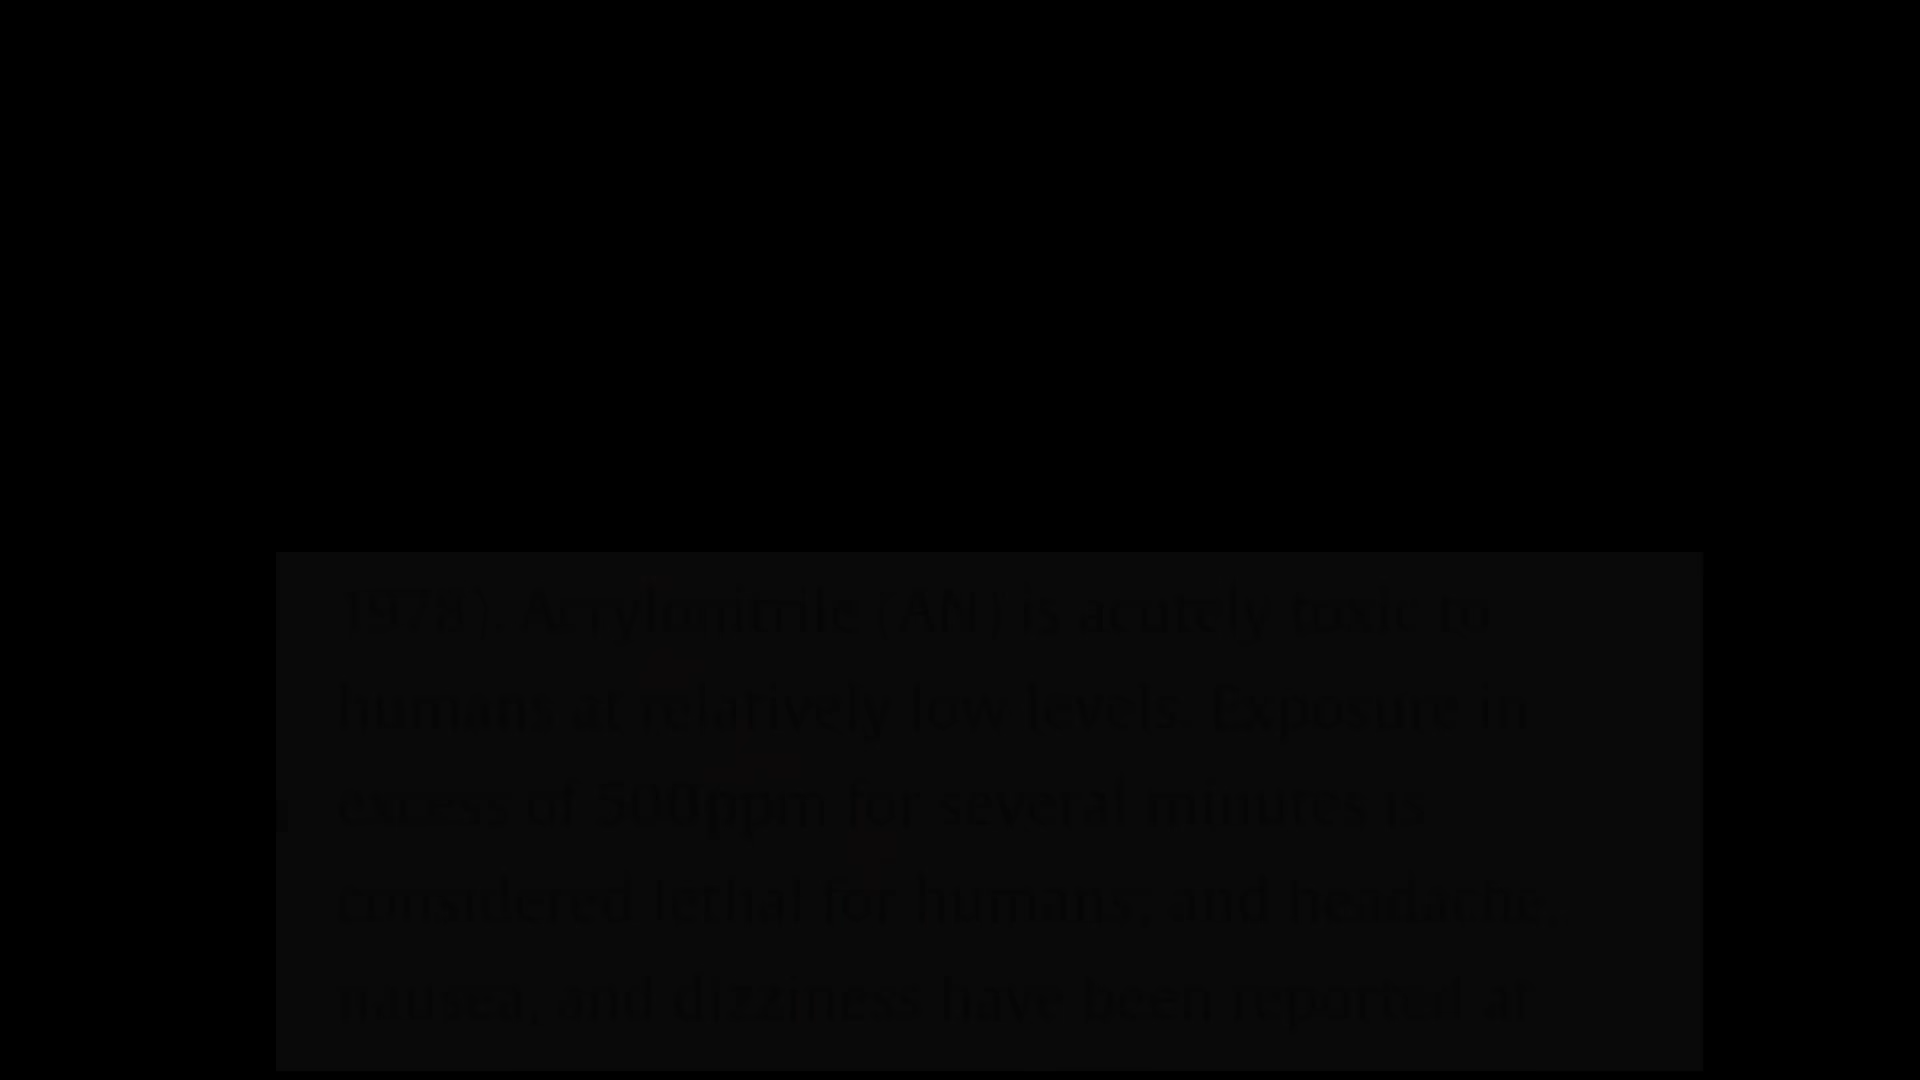 1978). Acrylonitrile (AN) is acutely toxic to
humans at relatively low levels. Exposure in
excess of 500ppm for several minutes is
considered lethal for humans, and headache,
nausea, and dizziness have been reported at